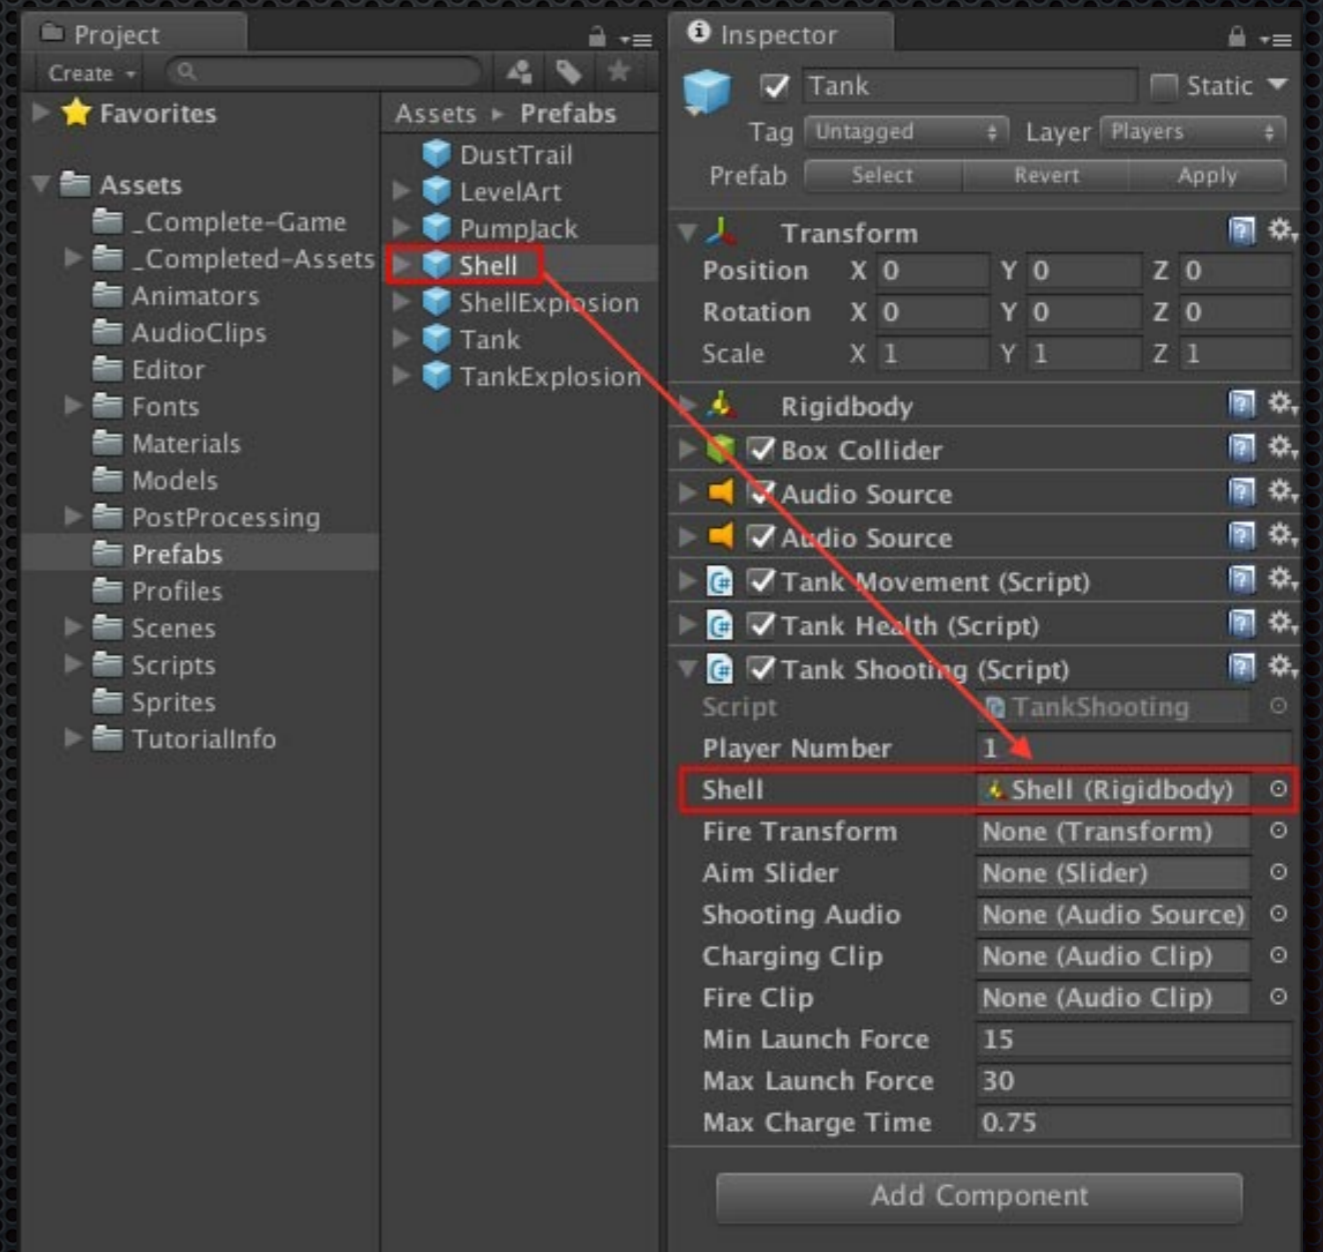 Project
Create
Favorites
Assets
_Complete-Game
_Completed-Assets
Animators
AudioClips
Editor
Fonts
Materials
Models
PostProcessing
Prefabs
Profiles
Scenes
Scripts
Sprites
TutorialInfo
Assets ▸ Prefabs
DustTrail
LevelArt
PumpJack
Shell
ShellExplosion
Tank
TankExplosion
Inspector
Tank Static
Tag Untagged Layer Players
Prefab Select Revert Apply
Transform
Position X 0 Y 0 Z 0
Rotation X 0 Y 0 Z 0
Scale X 1 Y 1 Z 1
Rigidbody
Box Collider
Audio Source
Audio Source
Tank Movement (Script)
Tank Health (Script)
Tank Shooting (Script)
Script TankShooting
Player Number 1
Shell Shell (Rigidbody)
Fire Transform None (Transform)
Aim Slider None (Slider)
Shooting Audio None (Audio Source)
Charging Clip None (Audio Clip)
Fire Clip None (Audio Clip)
Min Launch Force 15
Max Launch Force 30
Max Charge Time 0.75
Add Component